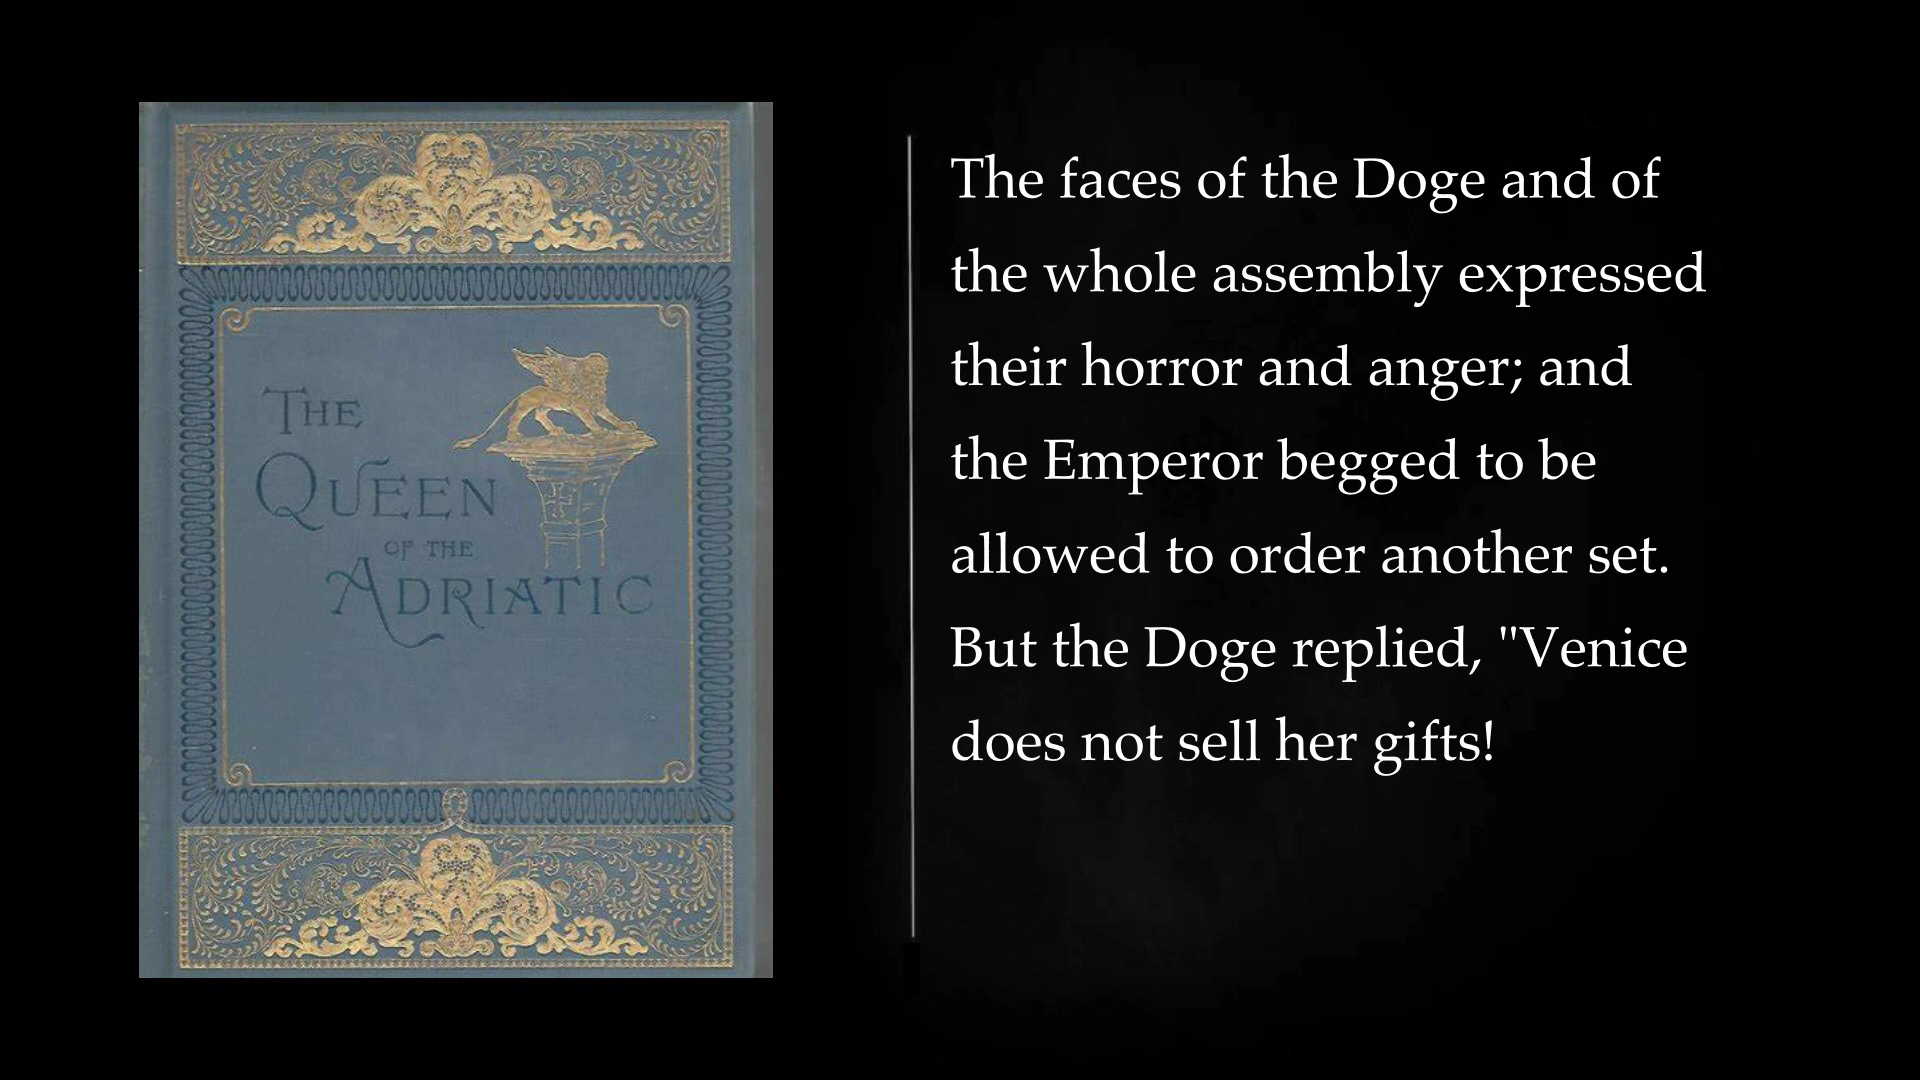 THE
QUEEN
OF THE
ADRIATIC
The faces of the Doge and of
the whole assembly expressed
their horror and anger; and
the Emperor begged to be
allowed to order another set.
But the Doge replied, "Venice
does not sell her gifts!